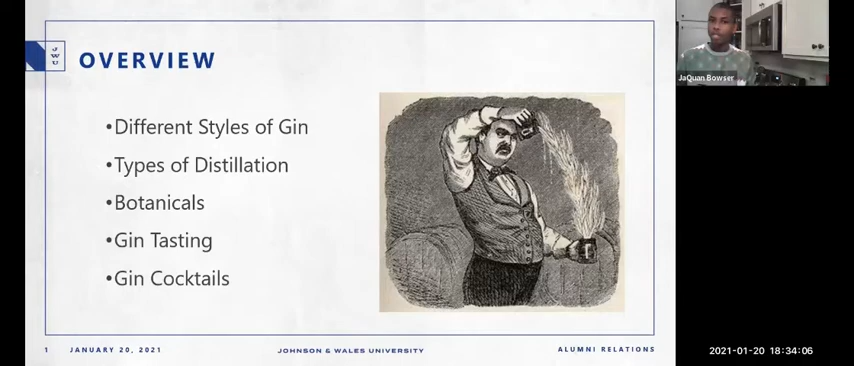 J
W
U
OVERVIEW
•Different Styles of Gin
•Types of Distillation
•Botanicals
•Gin Tasting
•Gin Cocktails
1 JANUARY 20, 2021 JOHNSON & WALES UNIVERSITY ALUMNI RELATIONS
JaQuan Bowser
2021-01-20 18:34:06